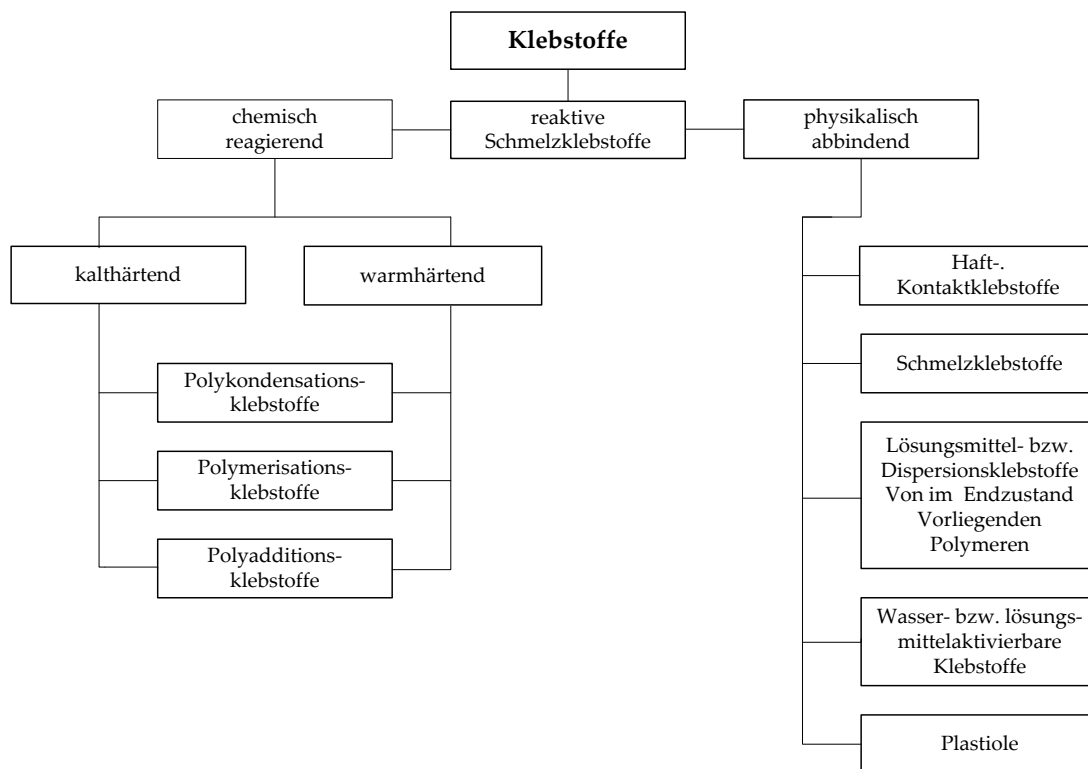 Klebstoffe
chemisch
reagierend
reaktive
Schmelzklebstoffe
physikalisch
abbindend
kalthärtend
warmhärtend
Haft-.
Kontaktklebstoffe
Polykondensations-
klebstoffe
Schmelzklebstoffe
Polymerisations-
klebstoffe
Lösungsmittel- bzw.
Dispersionsklebstoffe
Von im Endzustand
Vorliegenden
Polymeren
Polyadditions-
klebstoffe
Wasser- bzw. lösungs-
mittelaktivierbare
Klebstoffe
Plastiole